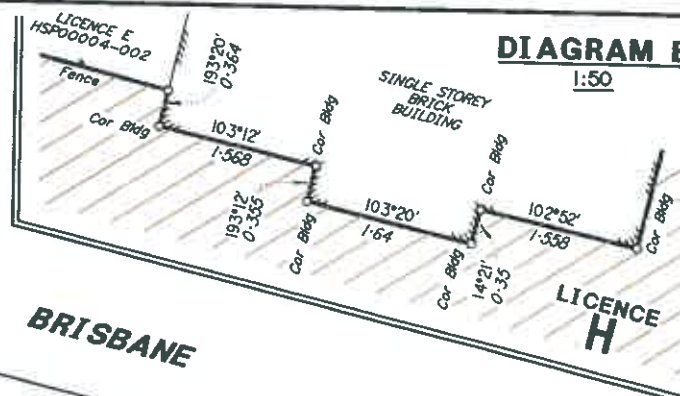 LICENCE E
HSP00004-002
Fence
193°20'
0·364
DIAGRAM
1:50
SINGLE STOREY
BRICK
BUILDING
Cor Bldg
103°12'
1·568
Cor Bldg
193°12'
0·355
Cor Bldg
103°20'
1·64
Cor Bldg
Cor Bldg
14°21'
0·35
102°52'
1·558
Cor Bldg
LICENCE
H
BRISBANE